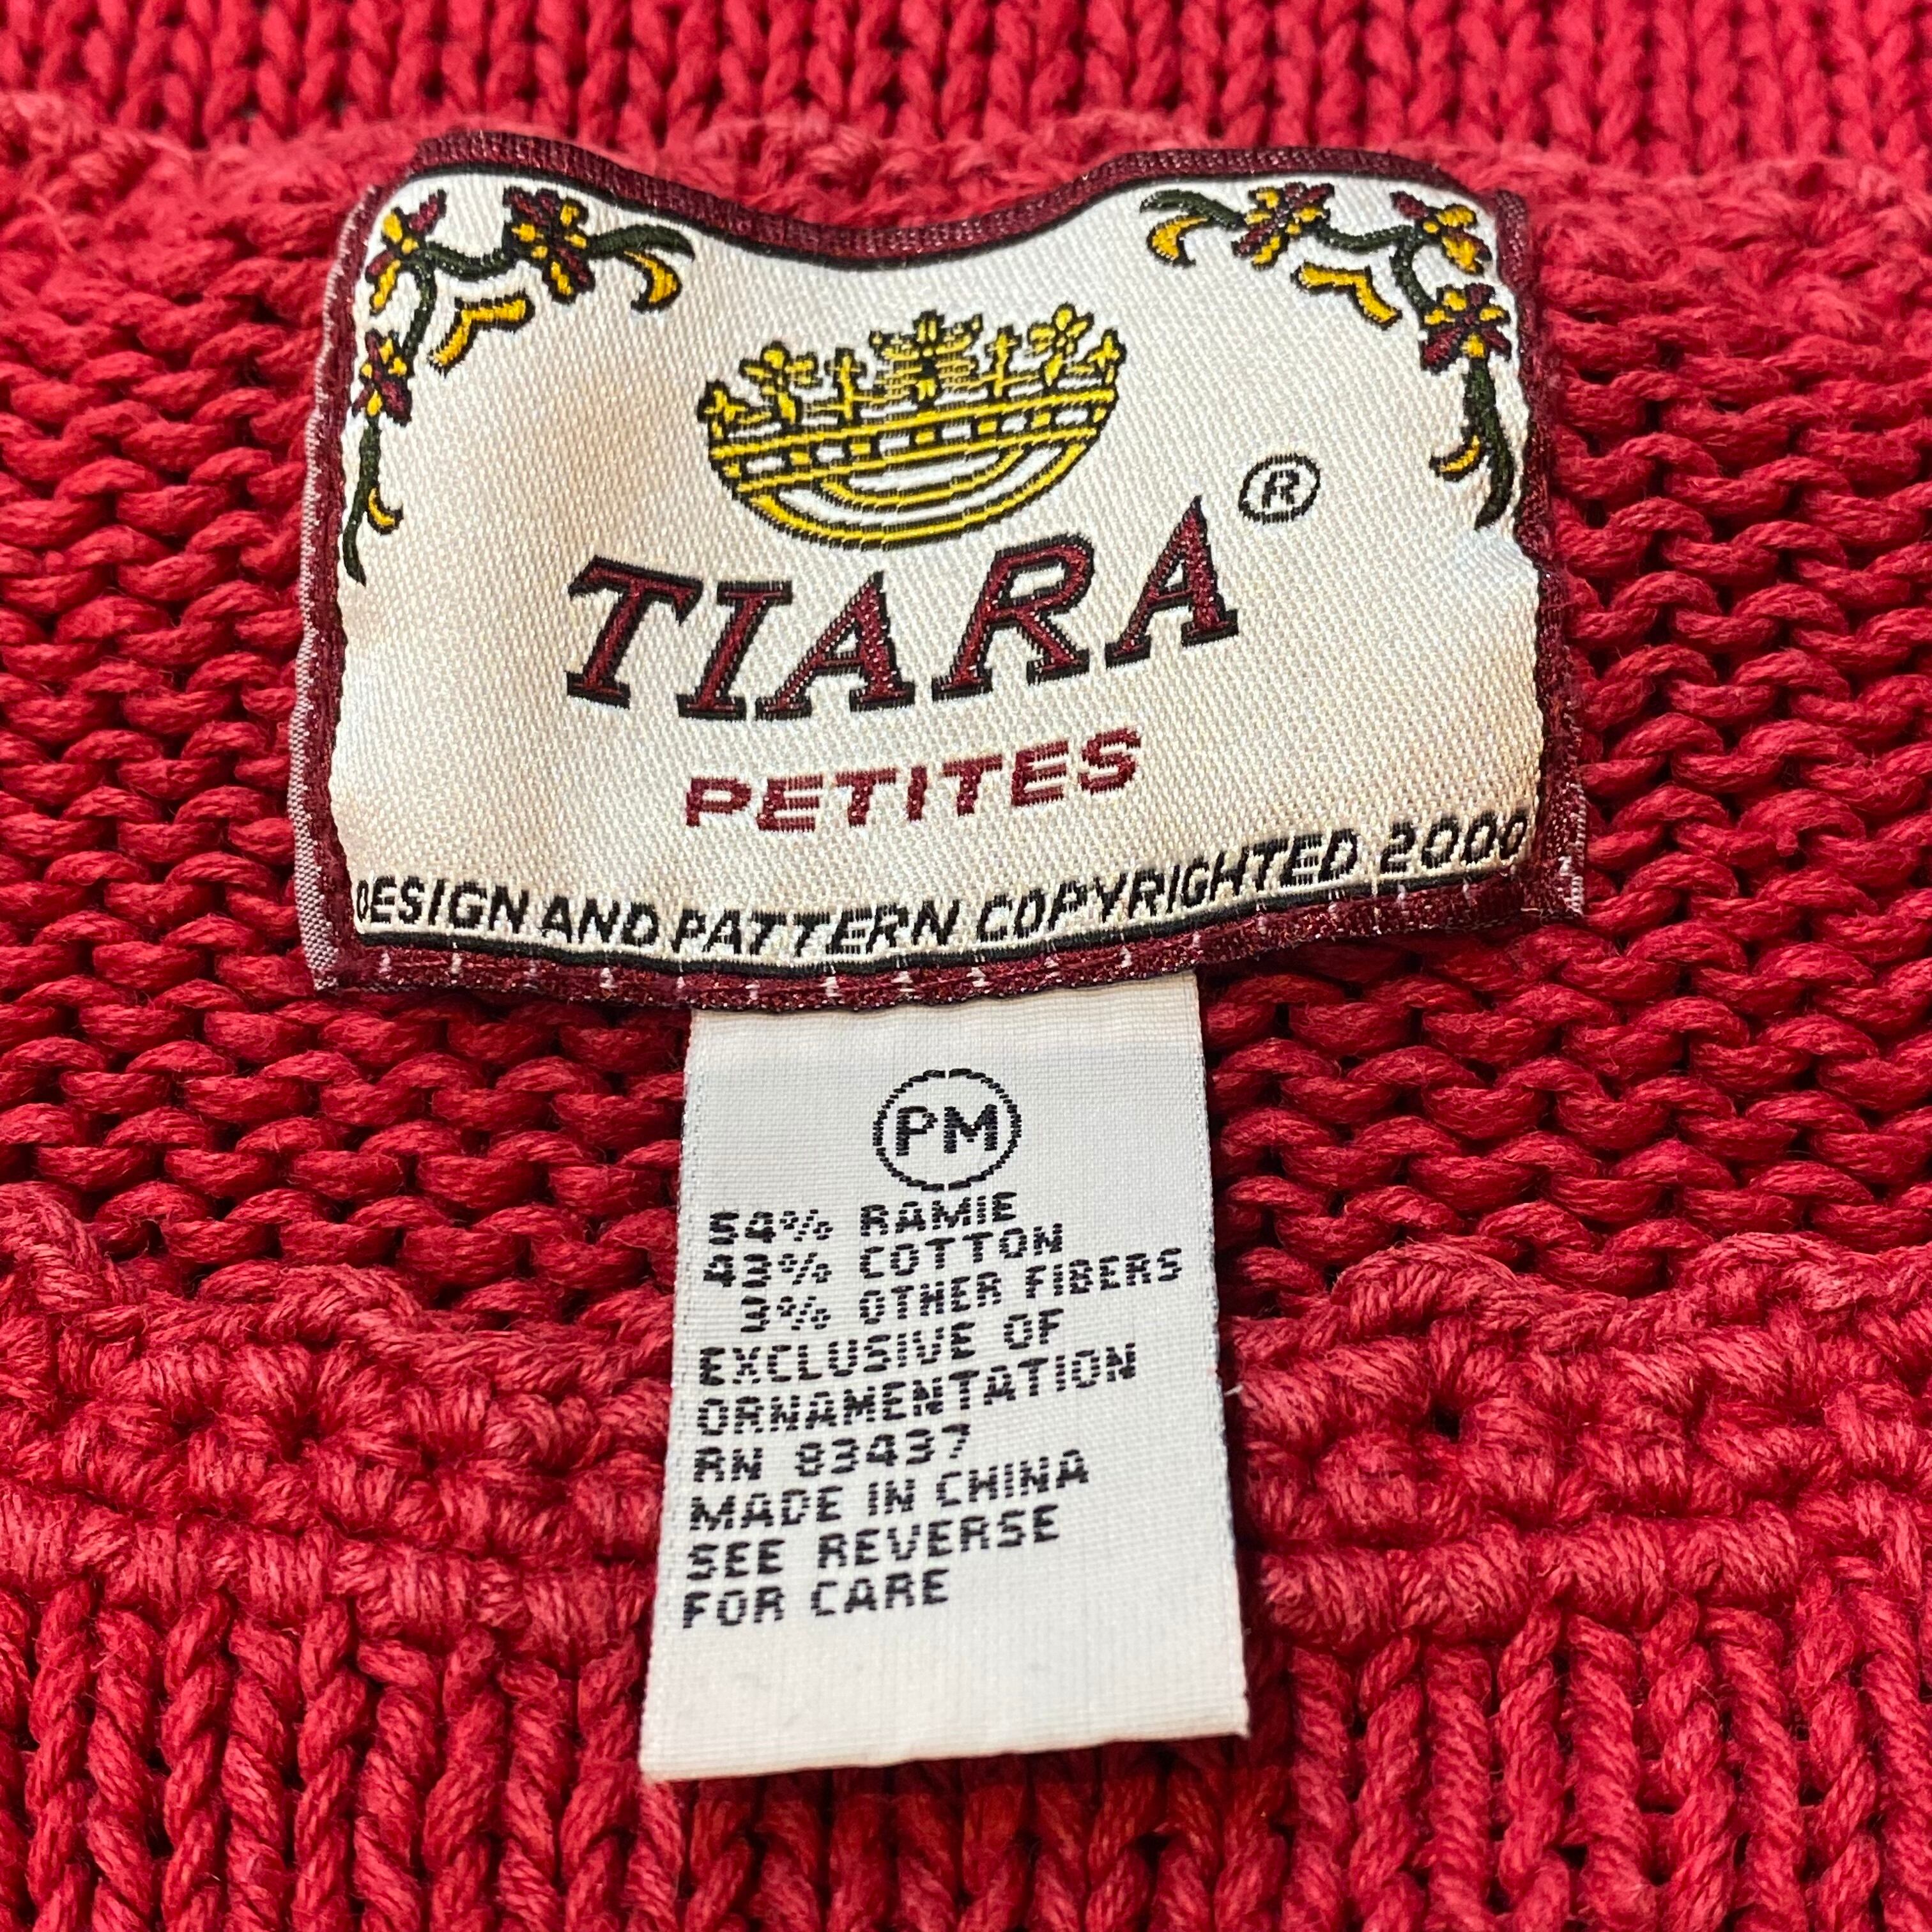 TIARA ®
PETITES
DESIGN AND PATTERN COPYRIGHTED 2000
PM
54% RAMIE
43% COTTON
3% OTHER FIBERS
EXCLUSIVE OF
ORNAMENTATION
RN 83437
MADE IN CHINA
SEE REVERSE
FOR CARE